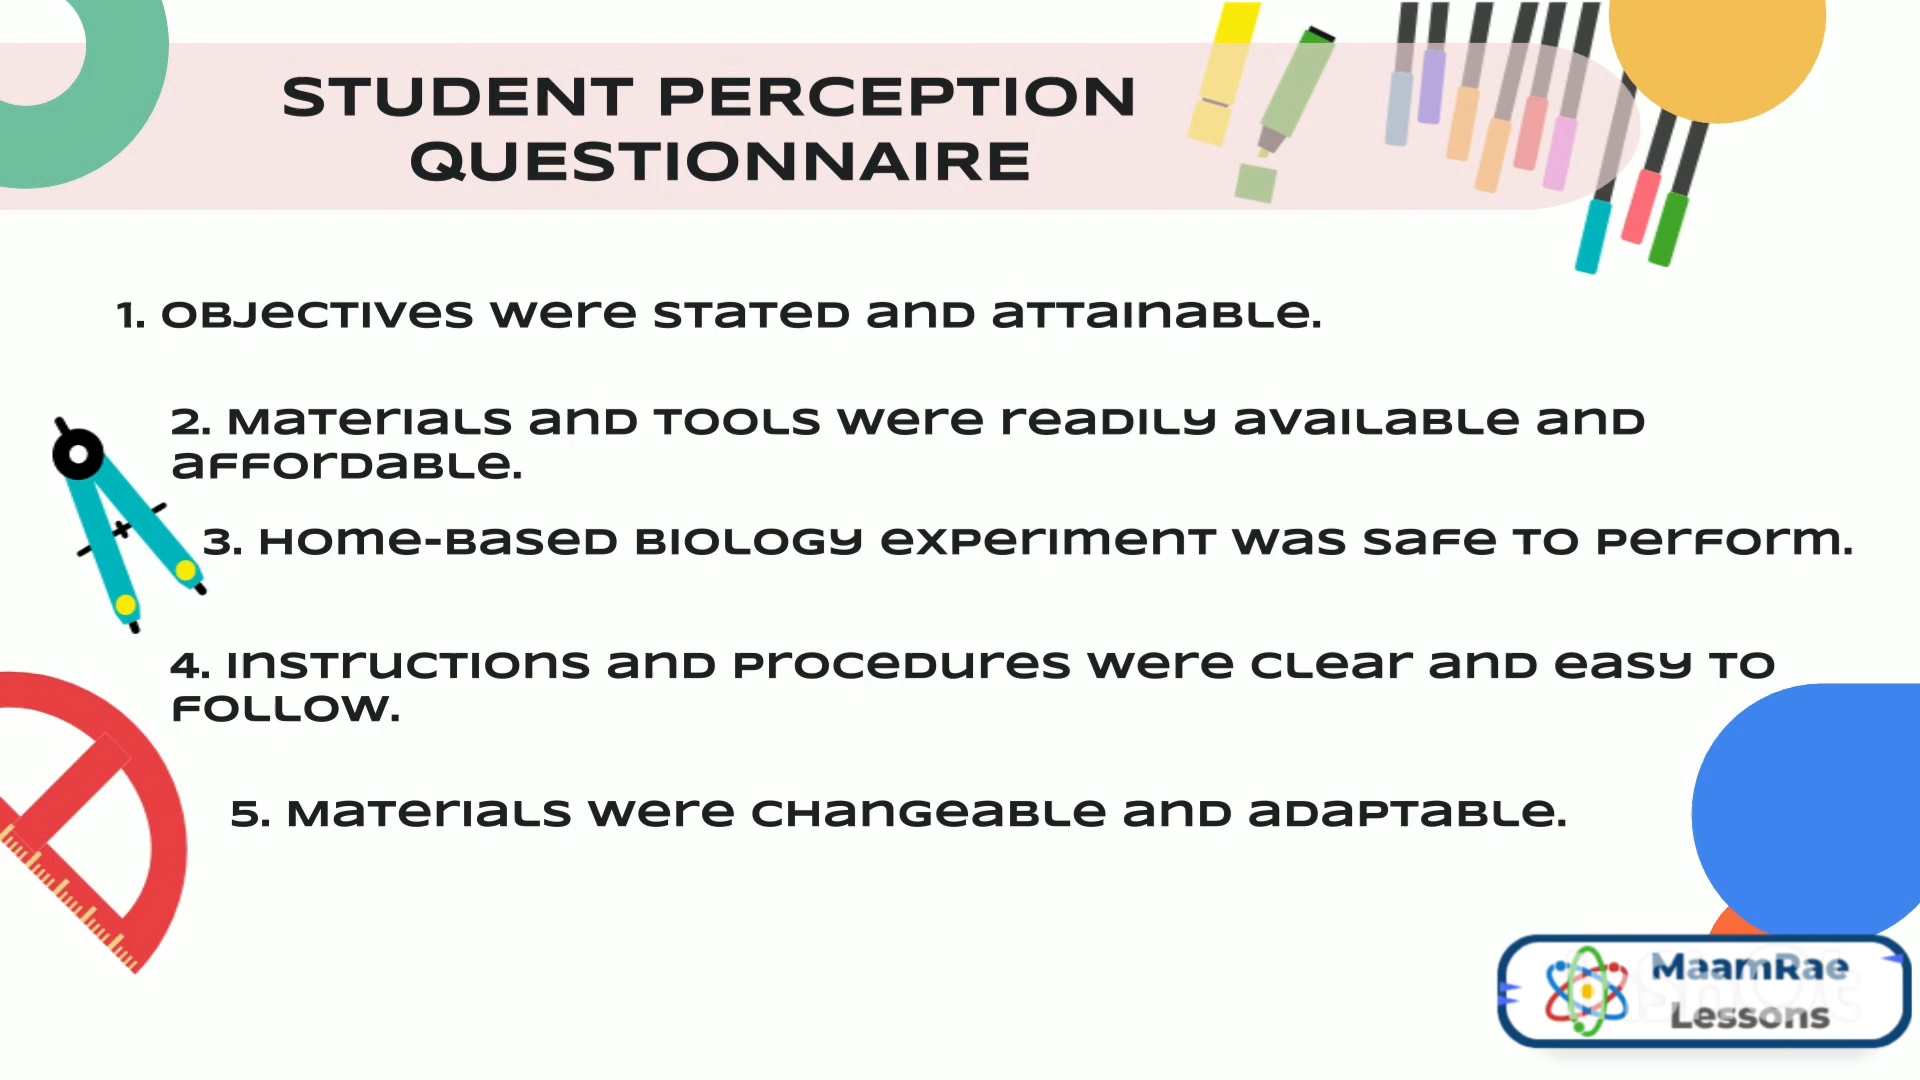 STUDENT PERCEPTION
QUESTIONNAIRE
1. Objectives were stated and attainable.
2. Materials and tools were readily available and
affordable.
3. Home-based biology experiment was safe to perform.
4. Instructions and procedures were clear and easy to
follow.
5. Materials were changeable and adaptable.
MaamRae
Lessons